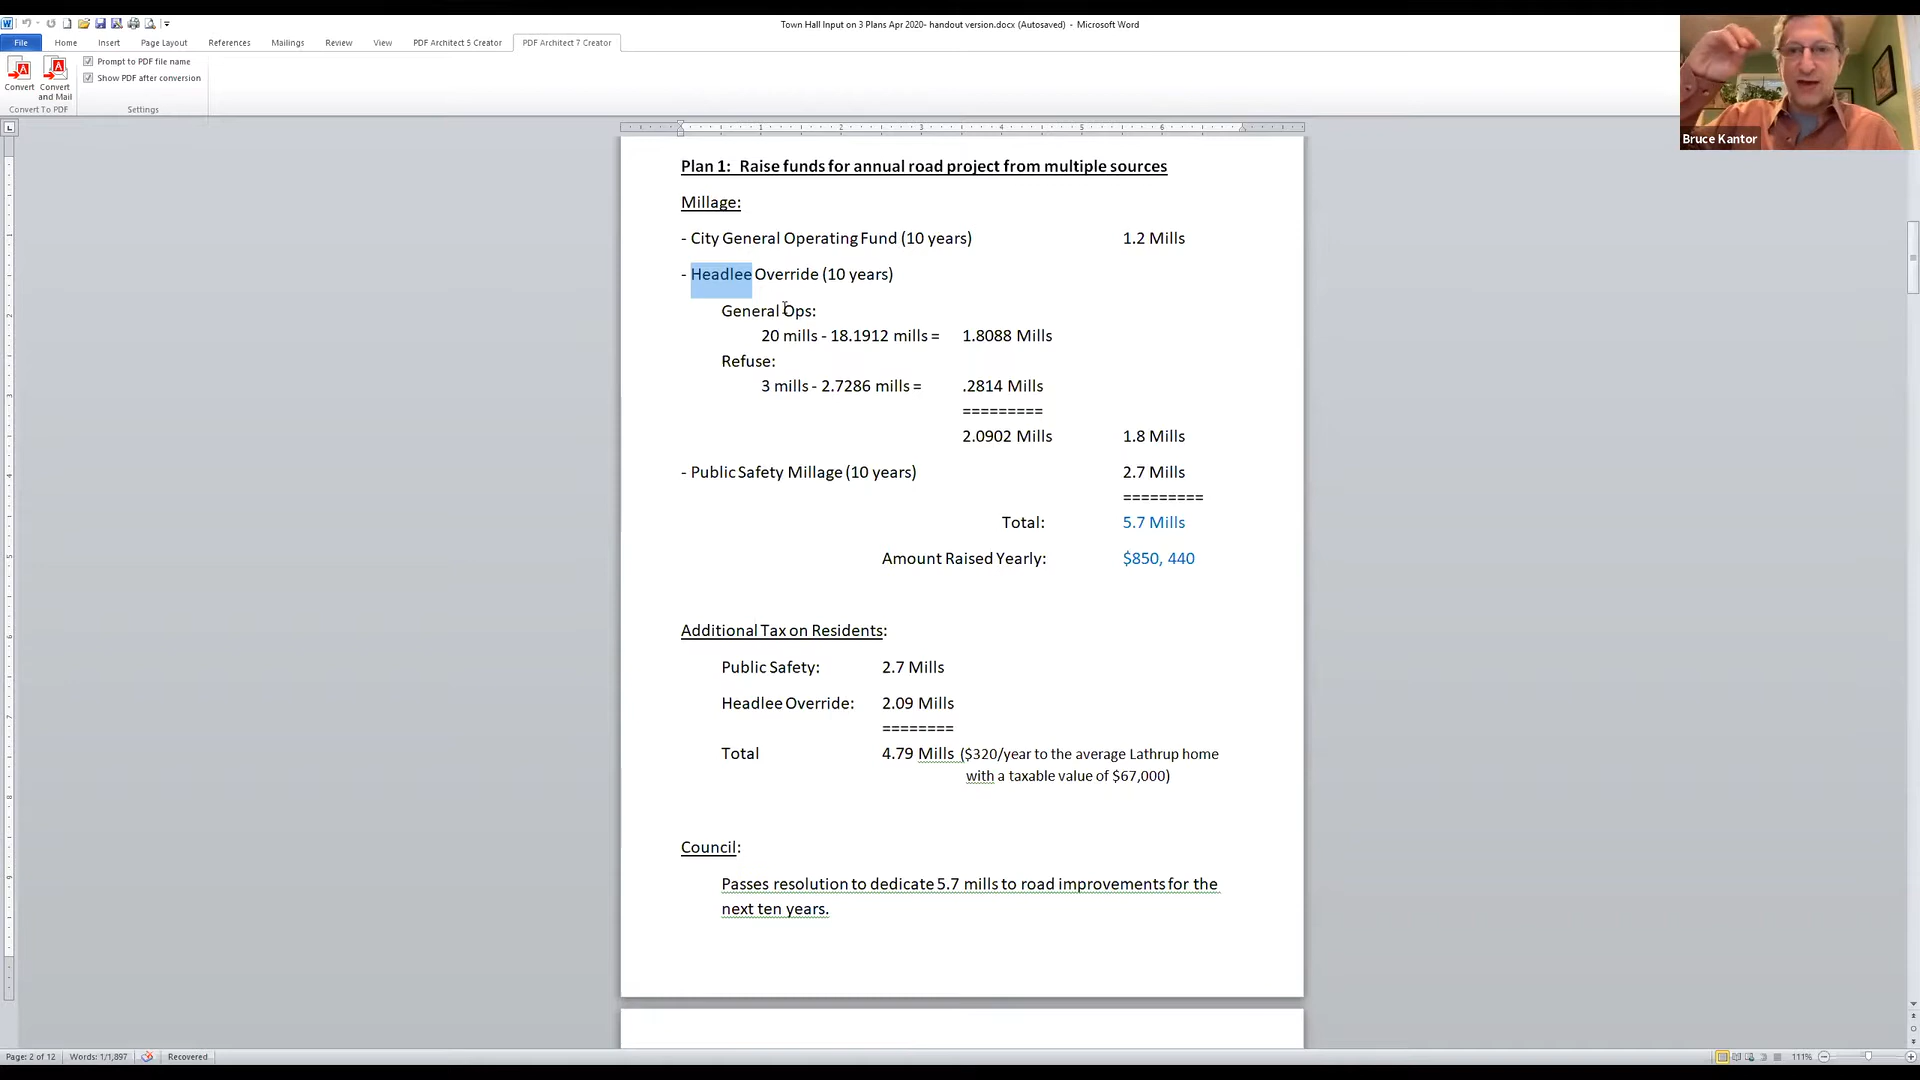 Town Hall Input on 3 Plans Apr 2020- handout version.docx (Autosaved) - Microsoft Word
File Home Insert Page Layout References Mailings Review View PDF Architect 5 Creator PDF Architect 7 Creator
Convert
Convert and Mail
Prompt to PDF file name
Show PDF after conversion
Convert To PDF
Settings
Bruce Kantor
1 2 3 4 5 6
Plan 1: Raise funds for annual road project from multiple sources
Millage:
- City General Operating Fund (10 years) 1.2 Mills
- Headlee Override (10 years)
General Ops:
20 mills - 18.1912 mills = 1.8088 Mills
Refuse:
3 mills - 2.7286 mills = .2814 Mills
=========
2.0902 Mills 1.8 Mills
- Public Safety Millage (10 years) 2.7 Mills
=========
Total: 5.7 Mills
Amount Raised Yearly: $850, 440
Additional Tax on Residents:
Public Safety: 2.7 Mills
Headlee Override: 2.09 Mills
========
Total 4.79 Mills ($320/year to the average Lathrup home
with a taxable value of $67,000)
Council:
Passes resolution to dedicate 5.7 mills to road improvements for the
next ten years.
Page: 2 of 12 Words: 1/1,897 Recovered 111%